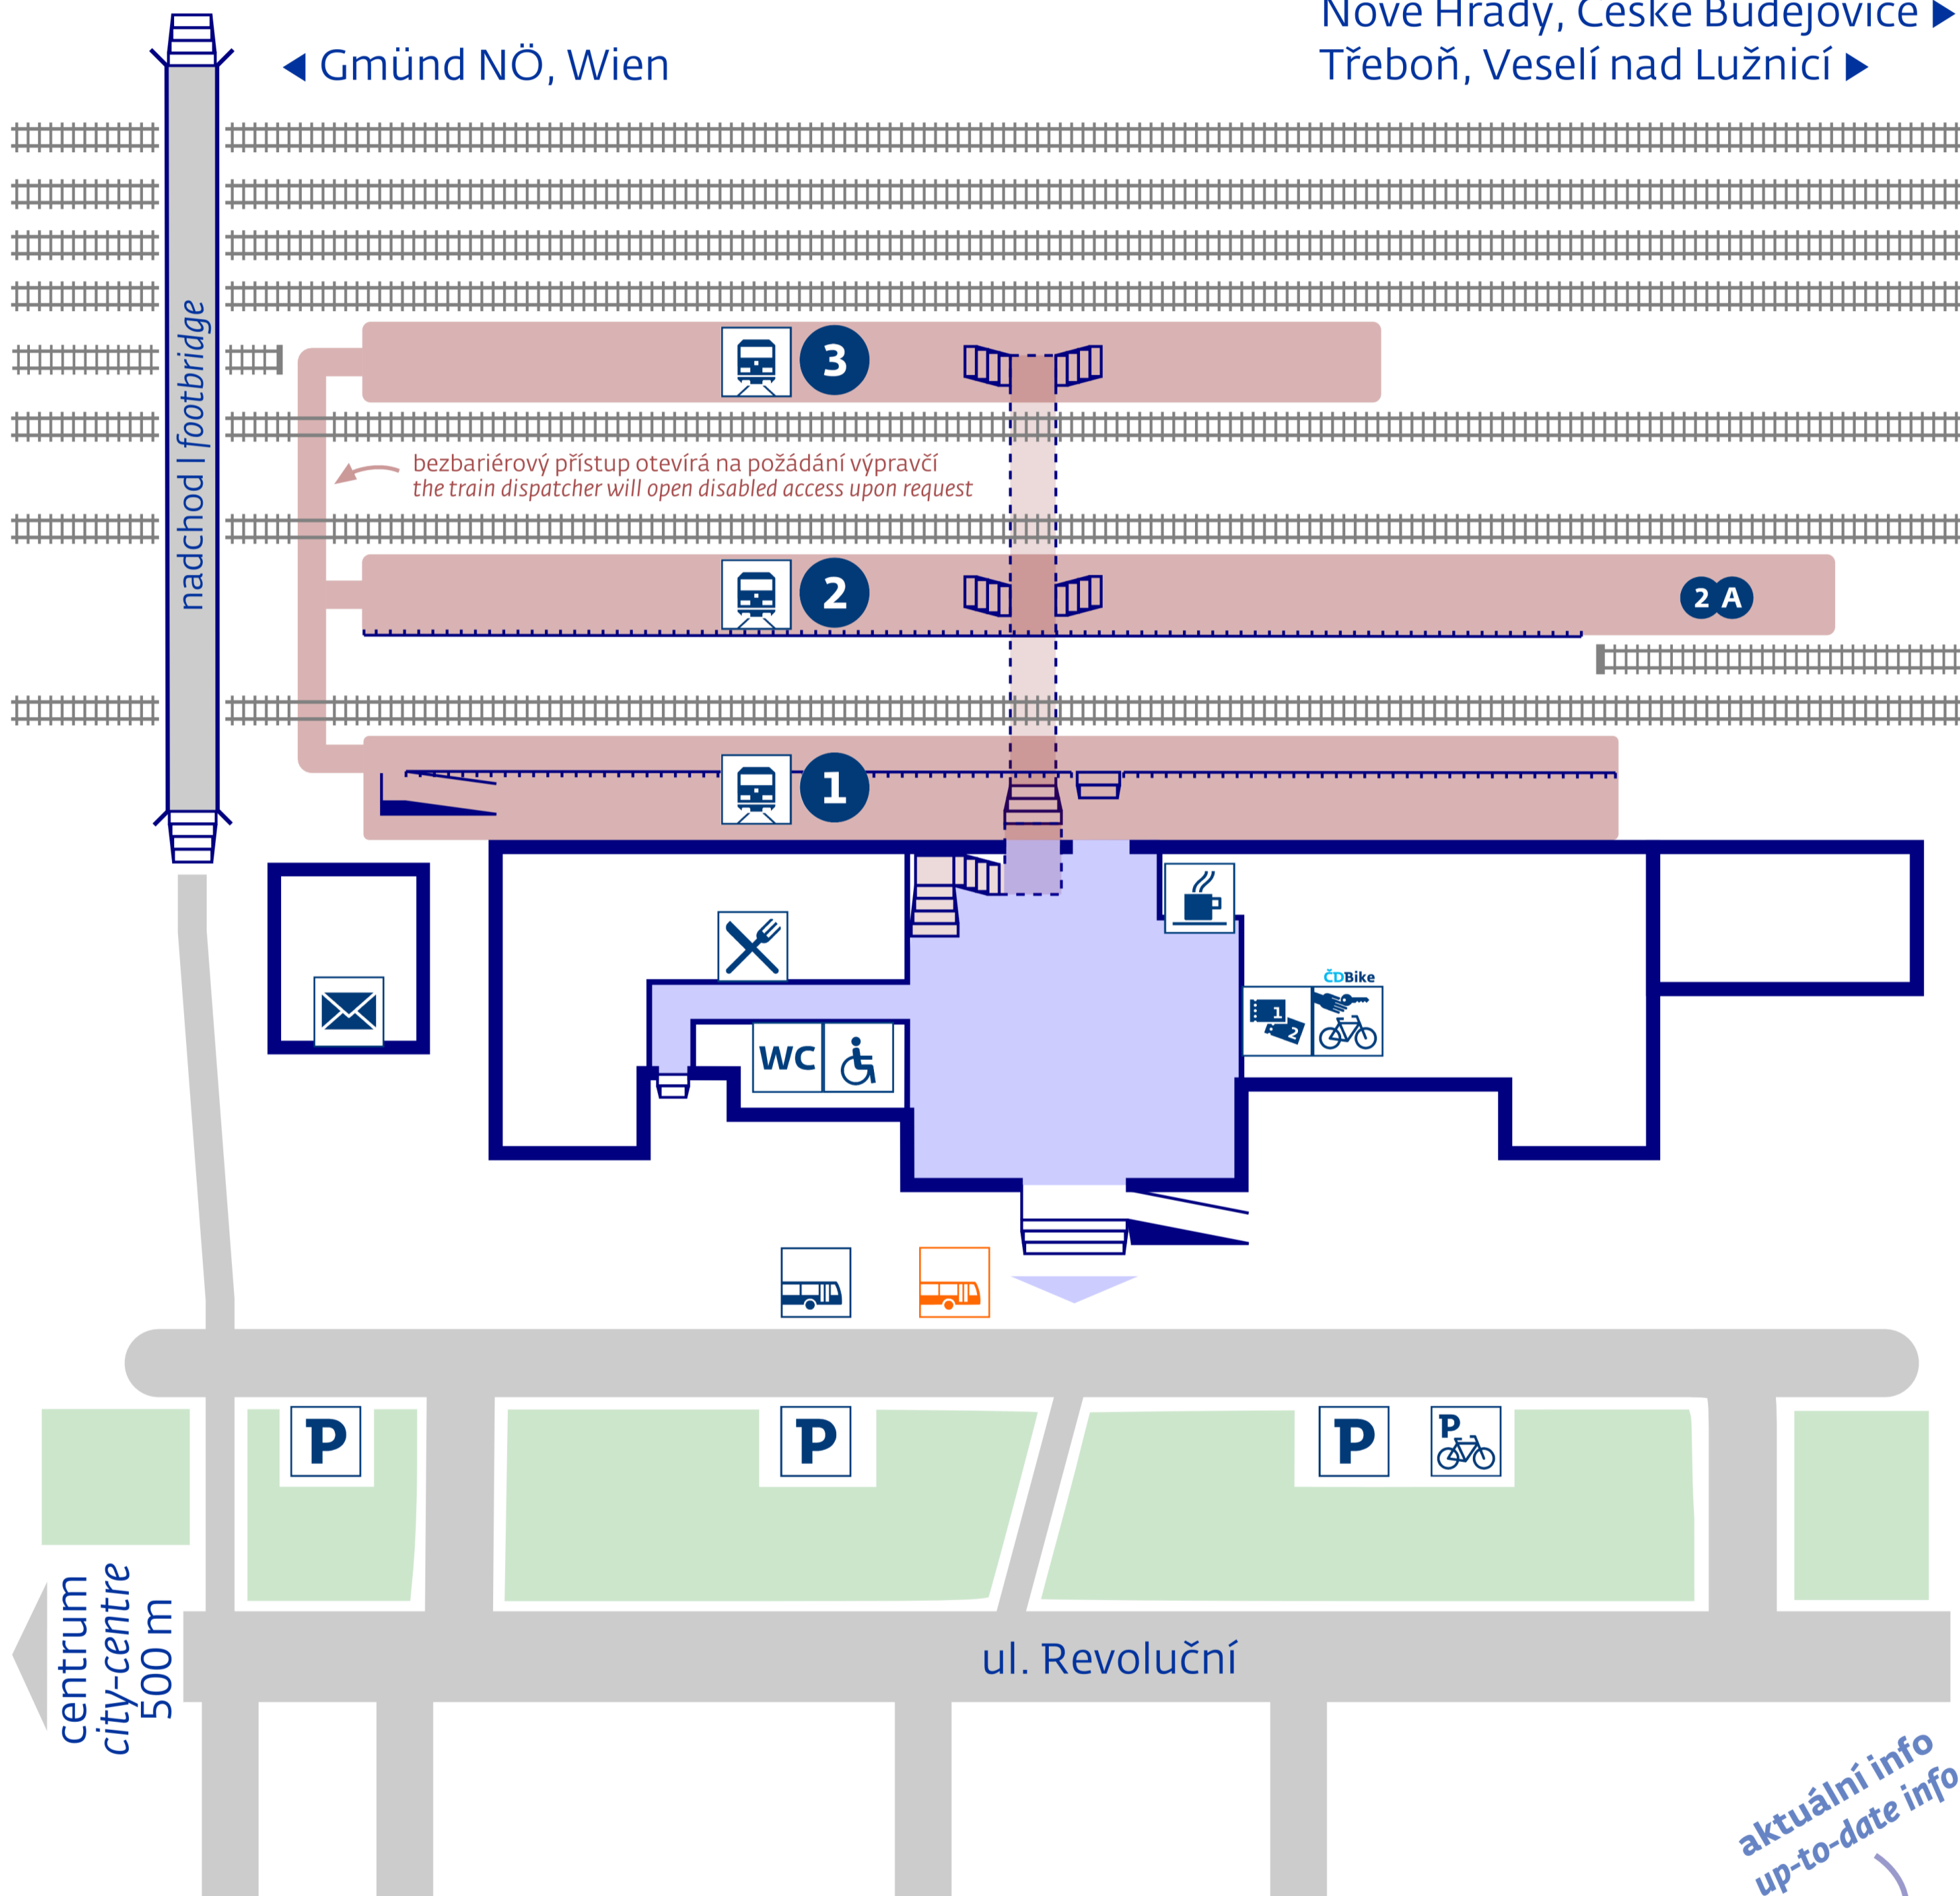 Nové Hrady, České Budějovice
◄ Gmünd NÖ, Wien
Třeboň, Veselí nad Lužnicí ►
nadchod | footbridge
3
bezbariérový přístup otevírá na požádání výpravčí
the train dispatcher will open disabled access upon request
2
2 A
1
ČDBike
1
2
WC
P
P
P
P
centrum
city-centre
500 m
ul. Revoluční
aktuální info
up-to-date info